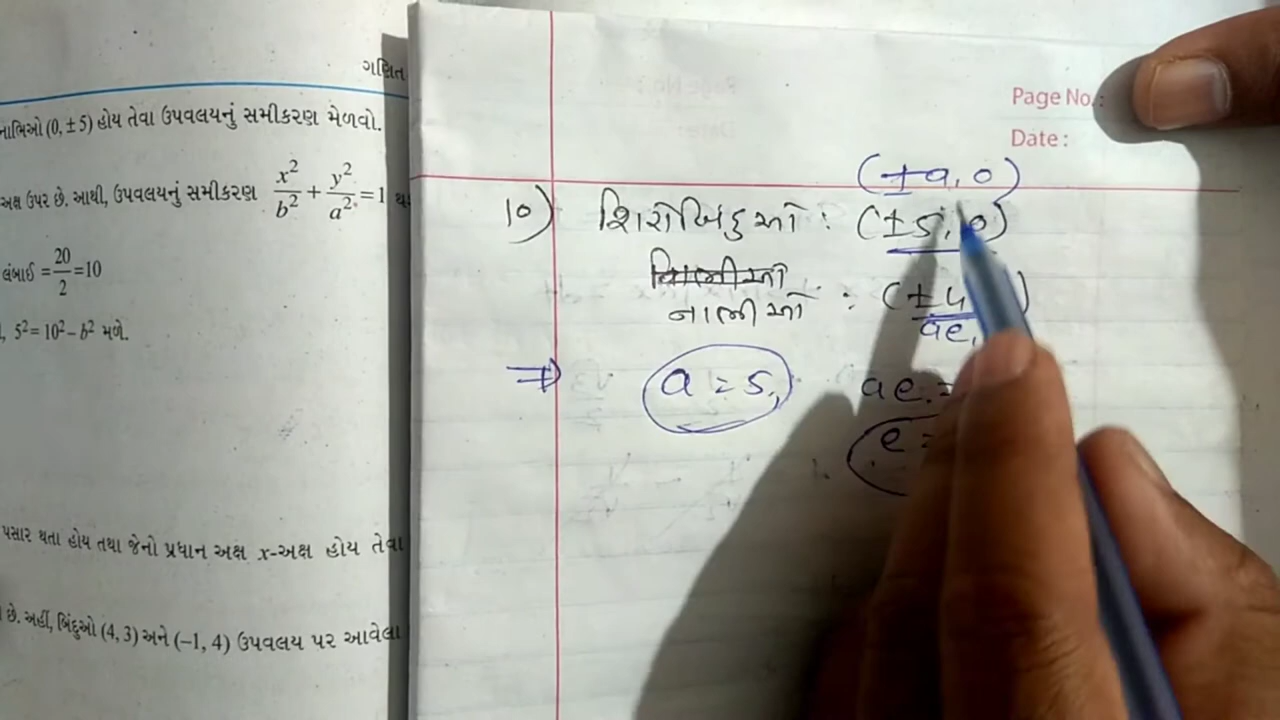 ગણિત
નાભિઓ (0, ± 5) હોય તેવા ઉપવલયનું સમીકરણ મેળવો.
અક્ષ ઉપર છે. આથી, ઉપવલયનું સમીકરણ x²/b² + y²/a² = 1
લંબાઈ = 20/2 = 10
, 5² = 10² – b² મળે.
પસાર થતા હોય તથા જેનો પ્રધાન અક્ષ x-અક્ષ હોય તેવા
છે. અહીં, બિંદુઓ (4, 3) અને (–1, 4) ઉપવલય પર આવેલા
Page No.:
Date :
(±a, 0)
10) શિરોબિંદુઓ : (±5, 0)
નાભીઓ : (±4 )
ae,
⇒ a = 5, ae =
e =